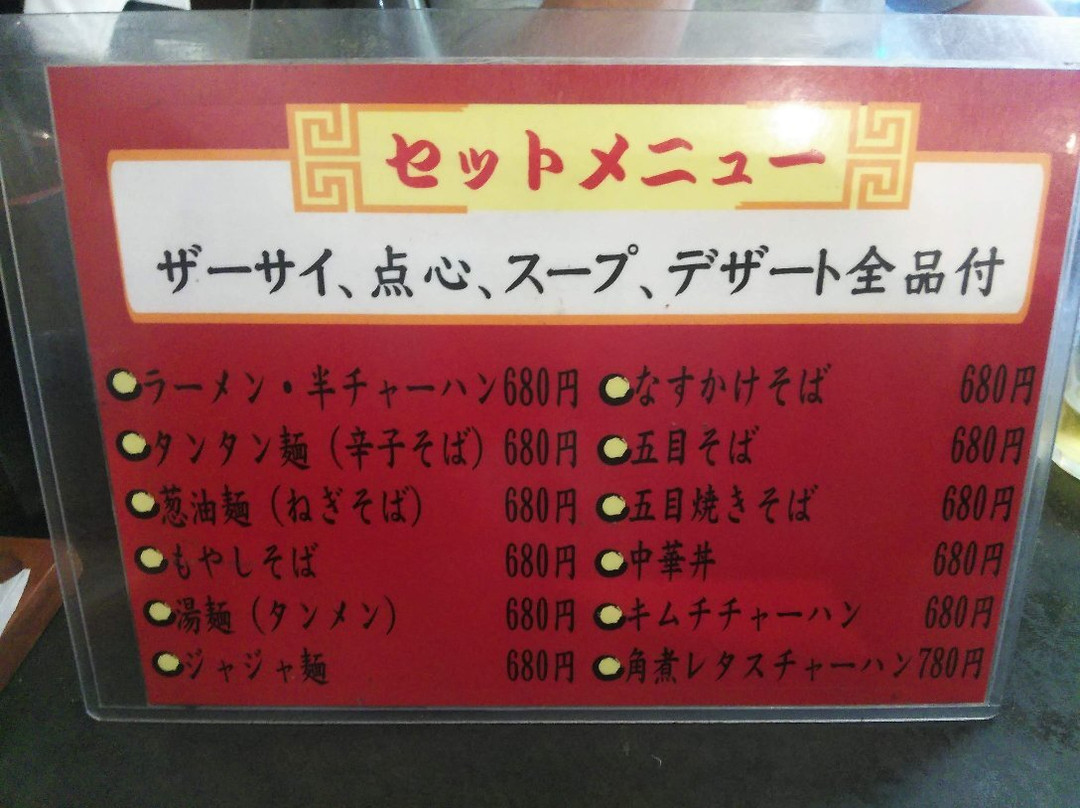 セットメニュー
ザーサイ、点心、スープ、デザート全品付
ラーメン・半チャーハン680円
タンタン麺（辛子そば）680円
葱油麺（ねぎそば）680円
もやしそば 680円
湯麺（タンメン）680円
ジャジャ麺 680円
なすかけそば 680円
五目そば 680円
五目焼きそば 680円
中華丼 680円
キムチチャーハン 680円
角煮レタスチャーハン780円